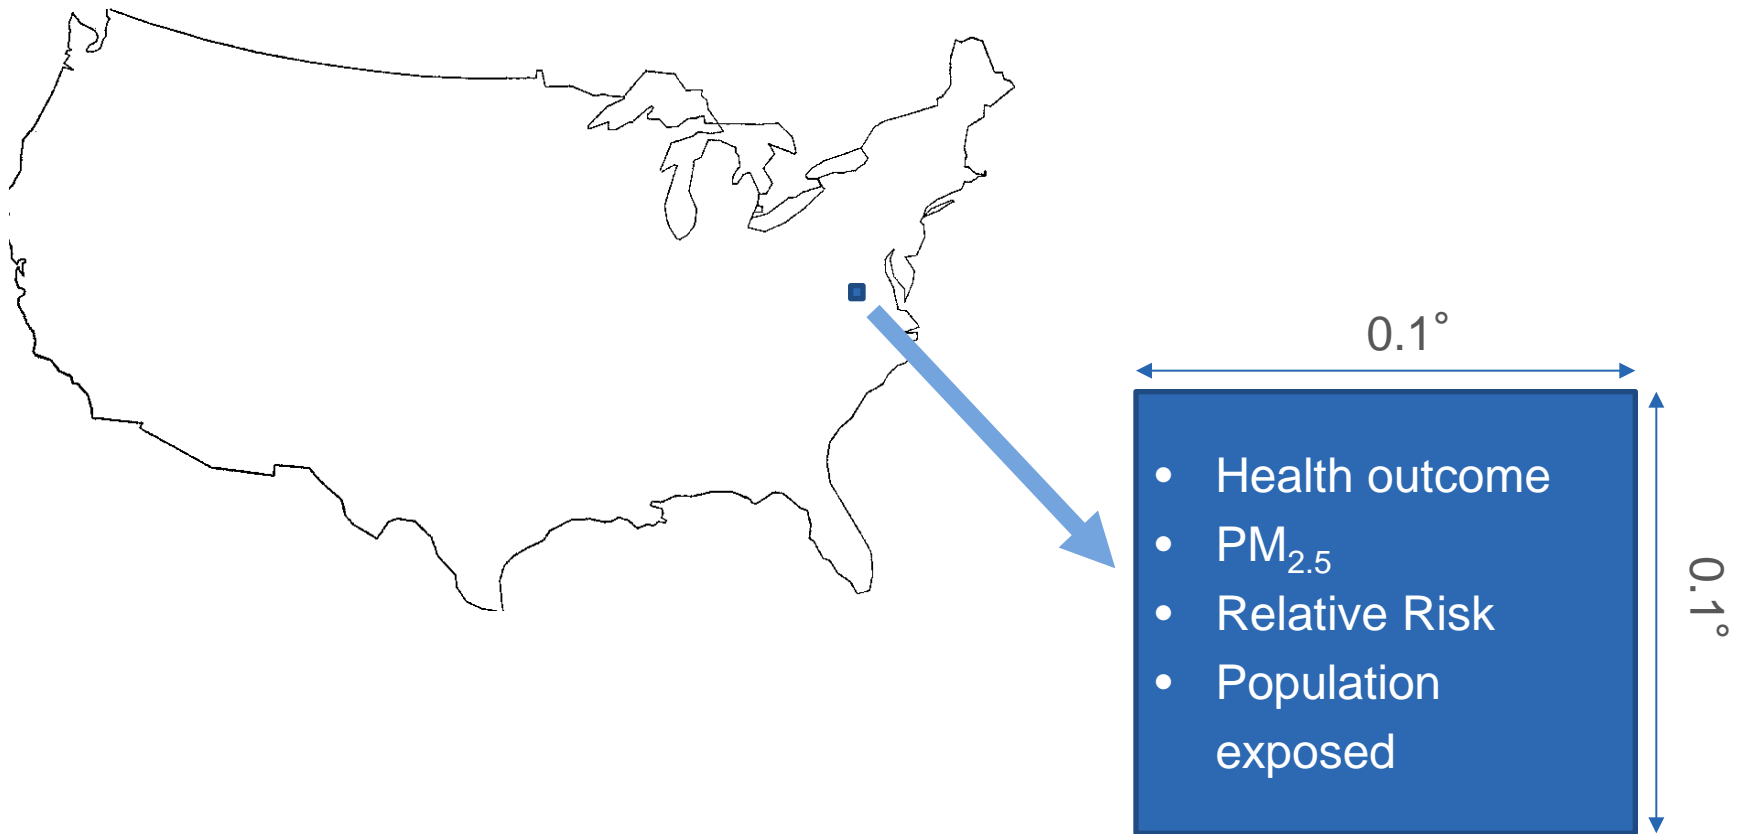 0.1°
• Health outcome
• PM2.5
• Relative Risk
• Population
exposed
0.1°